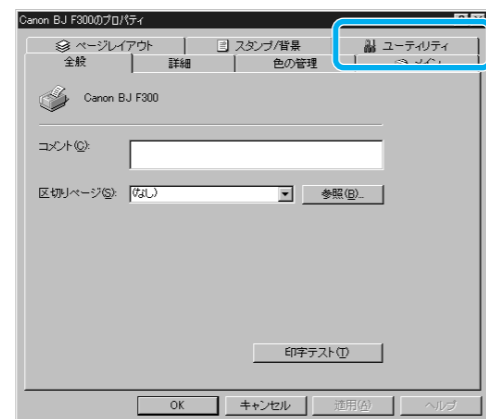 Canon BJ F300のプロパティ
ページレイアウト スタンプ/背景 ユーティリティ
全般 詳細 色の管理 メイン
Canon BJ F300
コメント(C):
区切りページ(S): (なし) 参照(B)...
印字テスト(T)
OK キャンセル 適用(A) ヘルプ